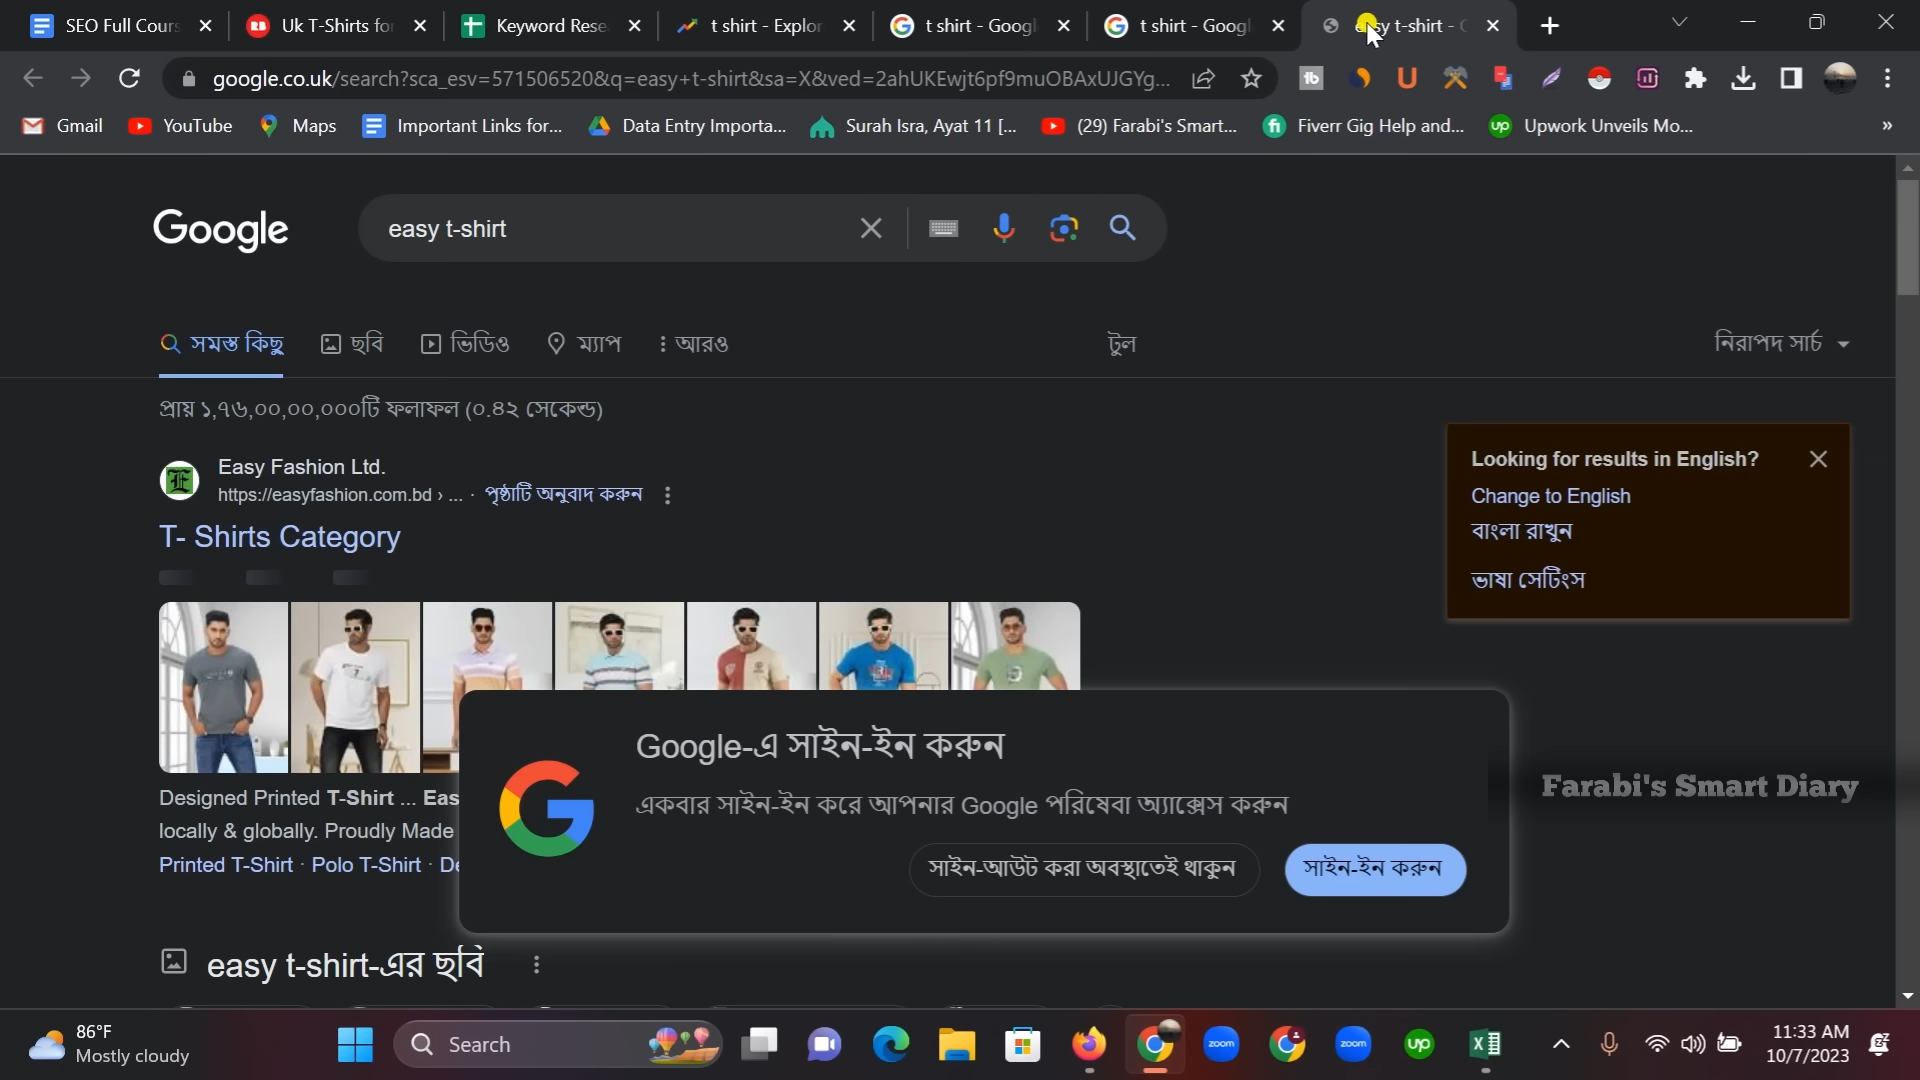 SEO Full Cours
Uk T-Shirts for
Keyword Rese
t shirt - Explor
t shirt - Googl
t shirt - Googl
easy t-shirt - G
google.co.uk/search?sca_esv=571506520&q=easy+t-shirt&sa=X&ved=2ahUKEwjt6pf9muOBAxUJGYg...
Gmail
YouTube
Maps
Important Links for...
Data Entry Importa...
Surah Isra, Ayat 11 [...
(29) Farabi's Smart...
Fiverr Gig Help and...
Upwork Unveils Mo...
»
Google
easy t-shirt
সমস্ত কিছু
ছবি
ভিডিও
ম্যাপ
আরও
টুল
নিরাপদ সার্চ
প্রায় ১,৭৬,০০,০০,০০০টি ফলাফল (০.৪২ সেকেন্ড)
Looking for results in English?
Change to English
বাংলা রাখুন
ভাষা সেটিংস
Easy Fashion Ltd.
https://easyfashion.com.bd › ... · পৃষ্ঠাটি অনুবাদ করুন
T- Shirts Category
Designed Printed T-Shirt ... Eas
locally & globally. Proudly Made
Printed T-Shirt · Polo T-Shirt · De
Google-এ সাইন-ইন করুন
একবার সাইন-ইন করে আপনার Google পরিষেবা অ্যাক্সেস করুন
সাইন-আউট করা অবস্থাতেই থাকুন
সাইন-ইন করুন
Farabi's Smart Diary
easy t-shirt-এর ছবি
86°F
Mostly cloudy
Search
zoom
zoom
up
11:33 AM
10/7/2023